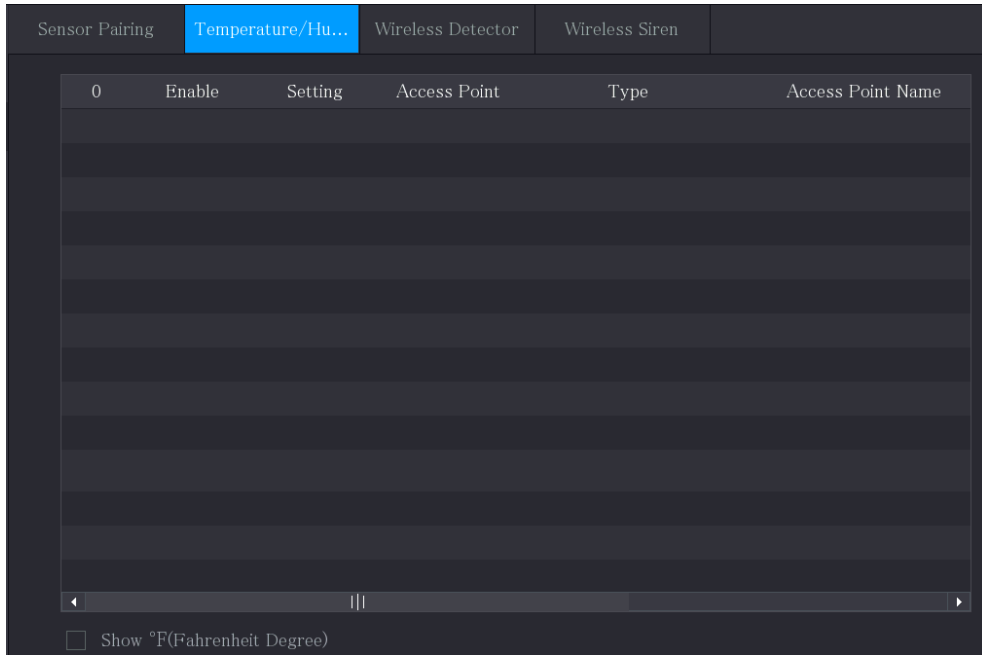 Sensor Pairing Temperature/Hu... Wireless Detector Wireless Siren
0 Enable Setting Access Point Type Access Point Name
Show °F(Fahrenheit Degree)